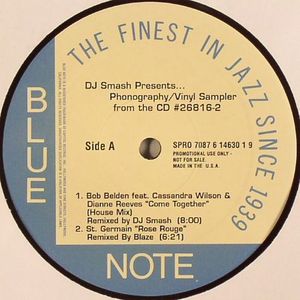 THE FINEST IN JAZZ SINCE 1939
BLUE
NOTE
DJ Smash Presents...
Phonography/Vinyl Sampler
from the CD #26816-2
Side A
SPRO 7087 6 14630 1 9
PROMOTIONAL USE ONLY -
NOT FOR SALE.
MADE IN THE U.S.A.
1. Bob Belden feat. Cassandra Wilson &
Dianne Reeves "Come Together"
(House Mix)
Remixed by DJ Smash (8:00)
2. St. Germain "Rose Rouge"
Remixed By Blaze (6:21)